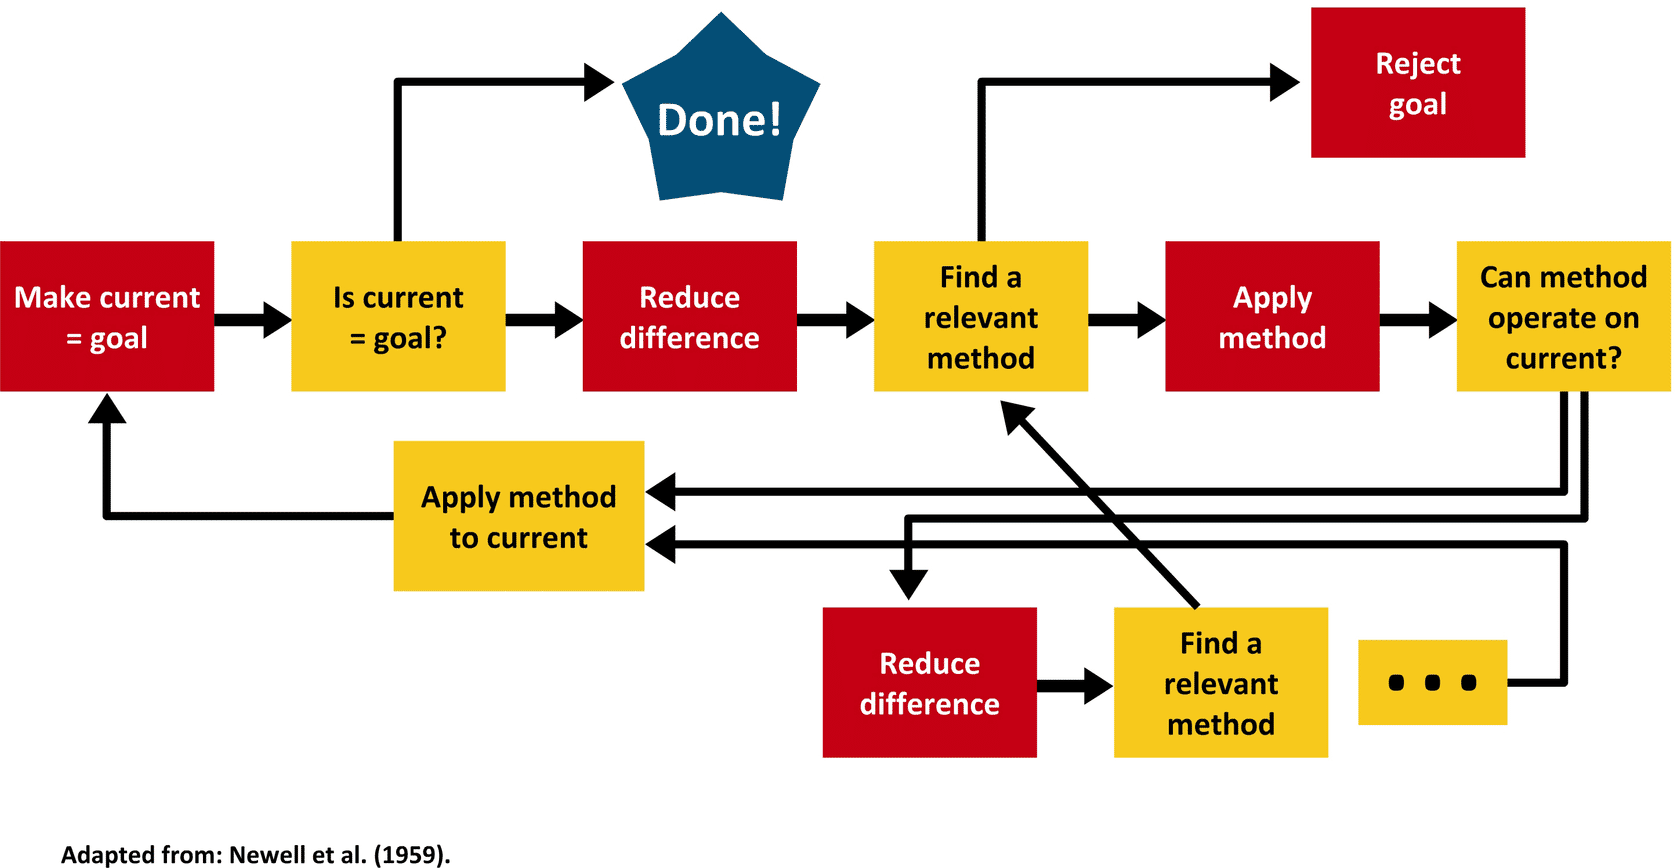 Done!
Reject
goal
Make current
= goal
Is current
= goal?
Reduce
difference
Find a
relevant
method
Apply
method
Can method
operate on
current?
Apply method
to current
Reduce
difference
Find a
relevant
method
...
Adapted from: Newell et al. (1959).